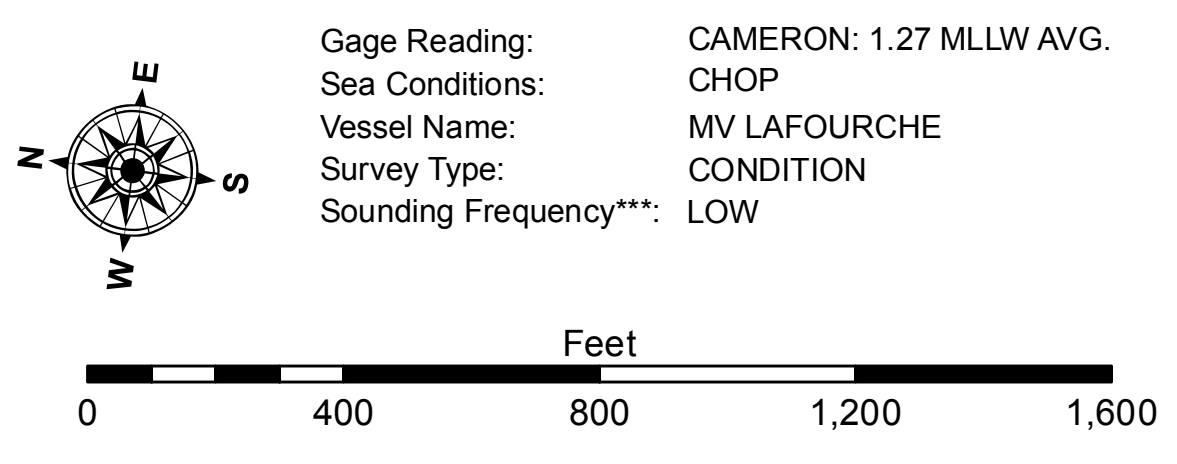 E
N
S
W
Gage Reading: CAMERON: 1.27 MLLW AVG.
Sea Conditions: CHOP
Vessel Name: MV LAFOURCHE
Survey Type: CONDITION
Sounding Frequency***: LOW
Feet
0 400 800 1,200 1,600